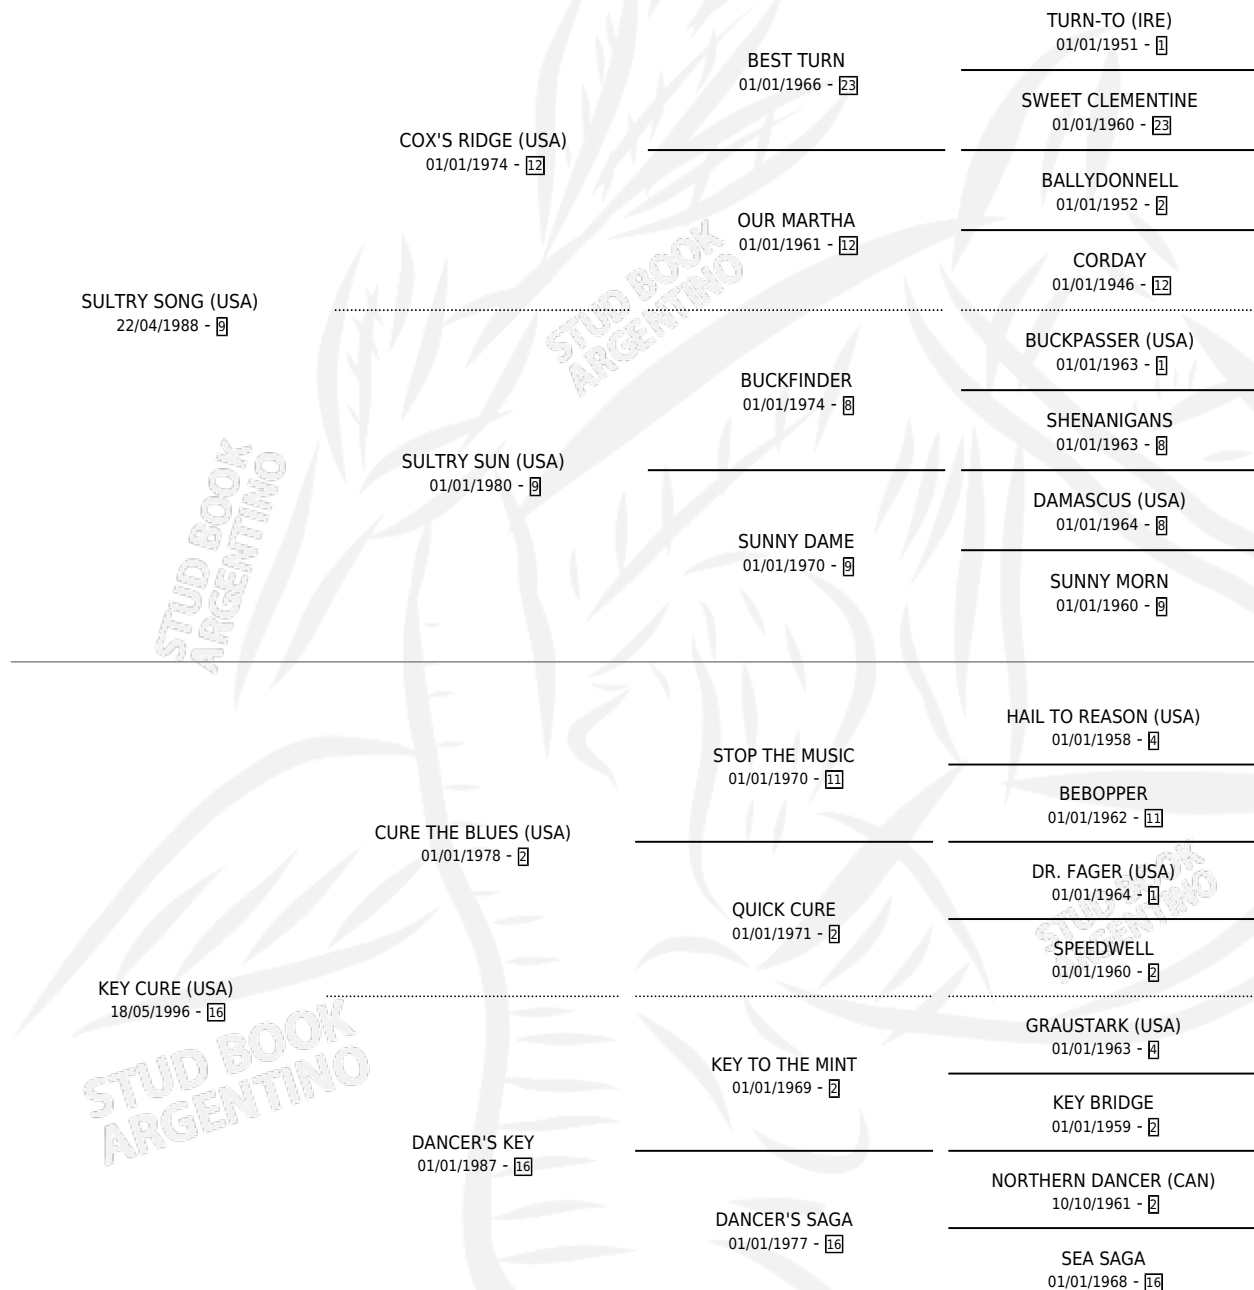 TURN-TO (IRE)
01/01/1951 - 1
BEST TURN
01/01/1966 - 23
SWEET CLEMENTINE
01/01/1960 - 23
COX'S RIDGE (USA)
01/01/1974 - 12
BALLYDONNELL
01/01/1952 - 2
OUR MARTHA
01/01/1961 - 12
CORDAY
01/01/1946 - 12
SULTRY SONG (USA)
22/04/1988 - 9
BUCKPASSER (USA)
01/01/1963 - 1
BUCKFINDER
01/01/1974 - 8
SHENANIGANS
01/01/1963 - 8
SULTRY SUN (USA)
01/01/1980 - 9
DAMASCUS (USA)
01/01/1964 - 8
SUNNY DAME
01/01/1970 - 9
SUNNY MORN
01/01/1960 - 9
HAIL TO REASON (USA)
01/01/1958 - 4
STOP THE MUSIC
01/01/1970 - 11
BEBOPPER
01/01/1962 - 11
CURE THE BLUES (USA)
01/01/1978 - 2
DR. FAGER (USA)
01/01/1964 - 1
QUICK CURE
01/01/1971 - 2
SPEEDWELL
01/01/1960 - 2
KEY CURE (USA)
18/05/1996 - 16
GRAUSTARK (USA)
01/01/1963 - 4
KEY TO THE MINT
01/01/1969 - 2
KEY BRIDGE
01/01/1959 - 2
DANCER'S KEY
01/01/1987 - 16
NORTHERN DANCER (CAN)
10/10/1961 - 2
DANCER'S SAGA
01/01/1977 - 16
SEA SAGA
01/01/1968 - 16
STUD BOOK
ARGENTINO
STUD BOOK
ARGENTINO
STUD BOOK
ARGENTINO
STUD BOOK
ARGENTINO